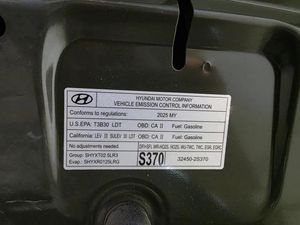 HYUNDAI MOTOR COMPANY
VEHICLE EMISSION CONTROL INFORMATION
Conforms to regulations: 2025 MY
U.S.EPA: T3B30 LDT OBD: CA II Fuel: Gasoline
California: LEV III SULEV 30 LDT OBD: CA II Fuel: Gasoline
No adjustments needed.
Group: SHYXT02.5LR3
Evap.: SHYXR0125LRG
S370
32450-2S370